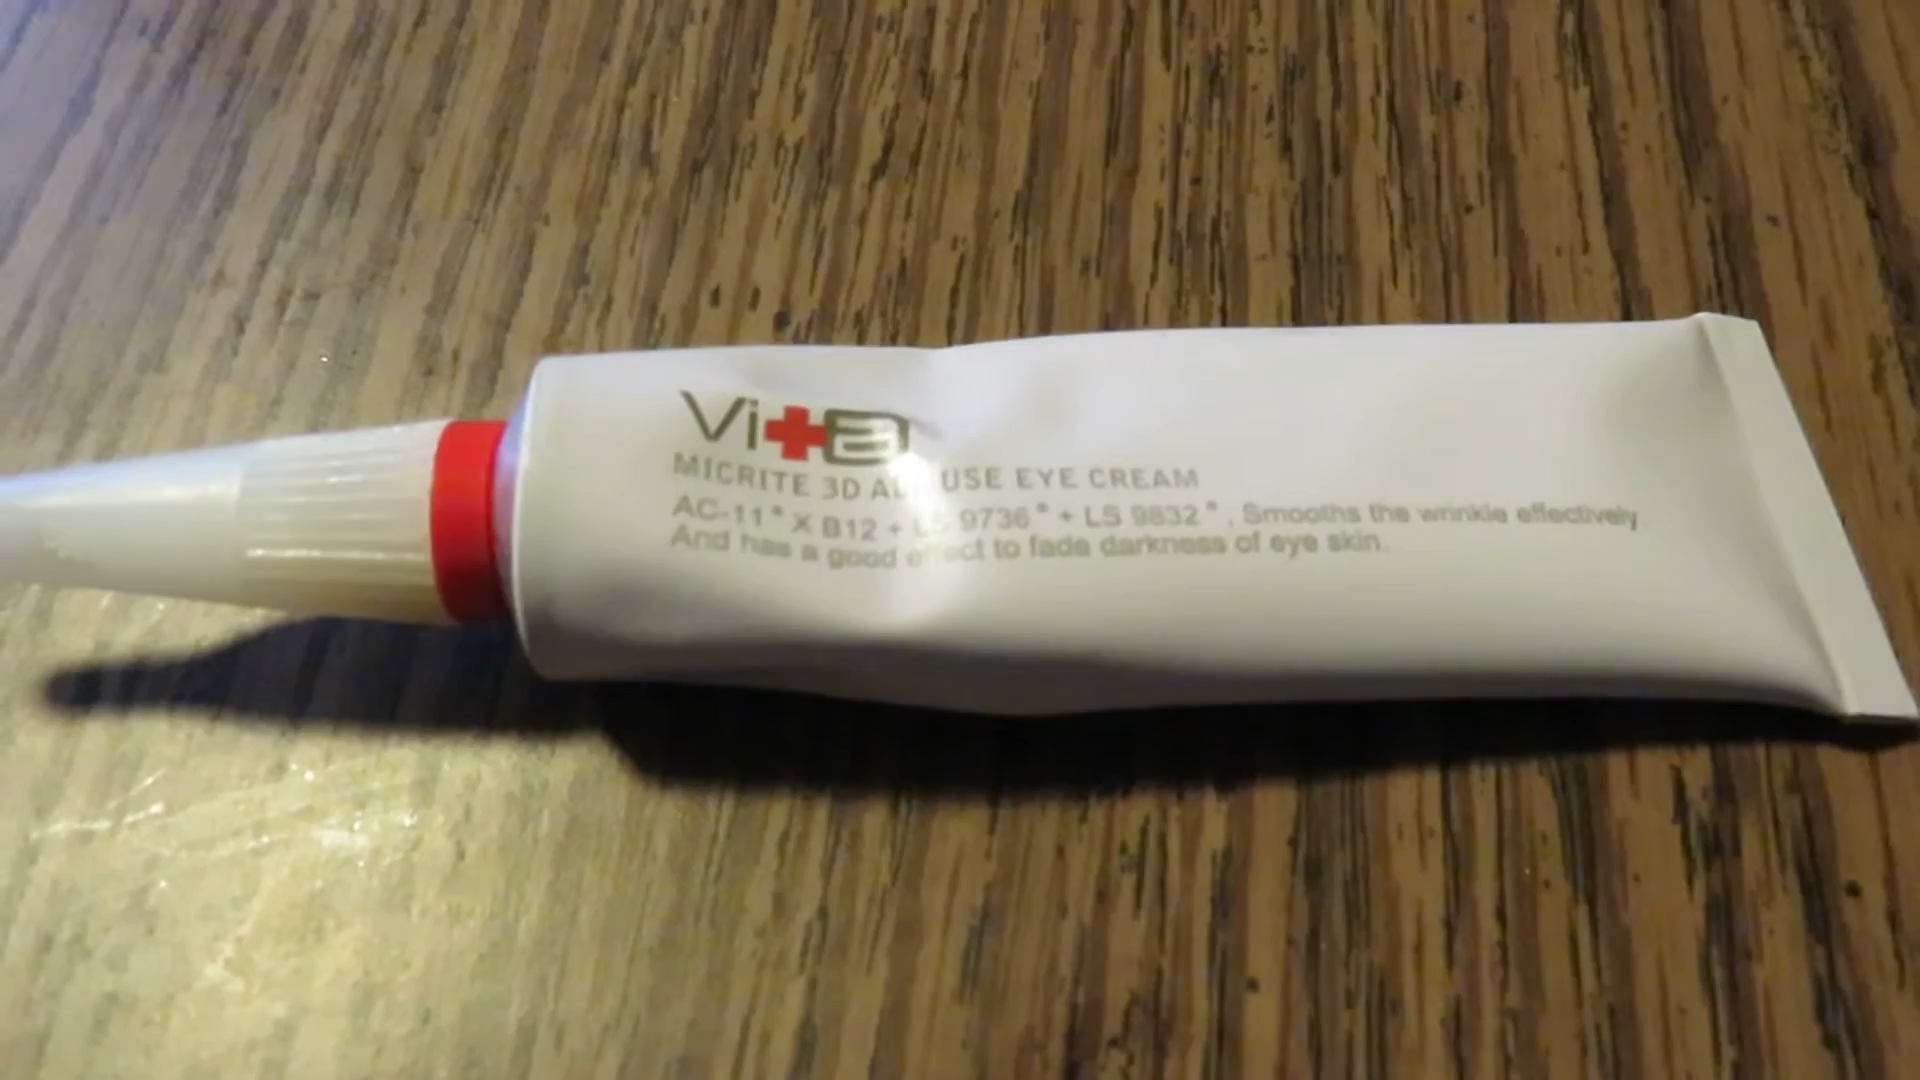 Vita
MICRITE 3D ALL USE EYE CREAM
AC-11® X B12 + LS 9736® + LS 9832®, Smooths the wrinkle effectively
And has a good effect to fade darkness of eye skin.